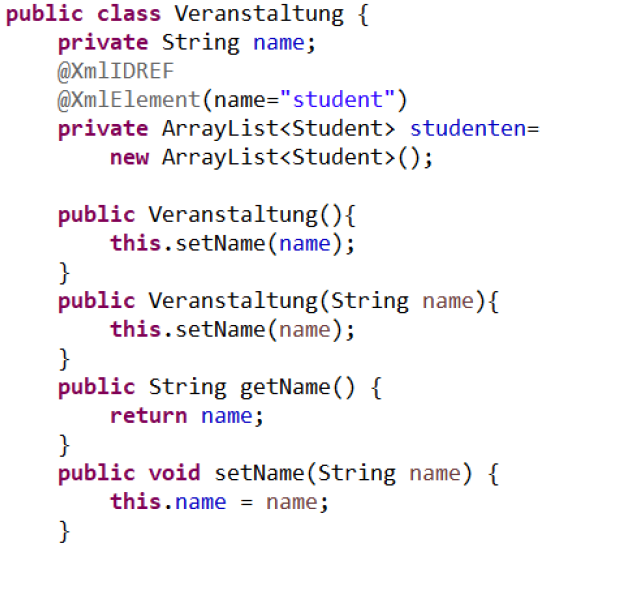 public class Veranstaltung {
    private String name;
    @XmlIDREF
    @XmlElement(name="student")
    private ArrayList<Student> studenten=
        new ArrayList<Student>();

    public Veranstaltung(){
        this.setName(name);
    }
    public Veranstaltung(String name){
        this.setName(name);
    }
    public String getName() {
        return name;
    }
    public void setName(String name) {
        this.name = name;
    }